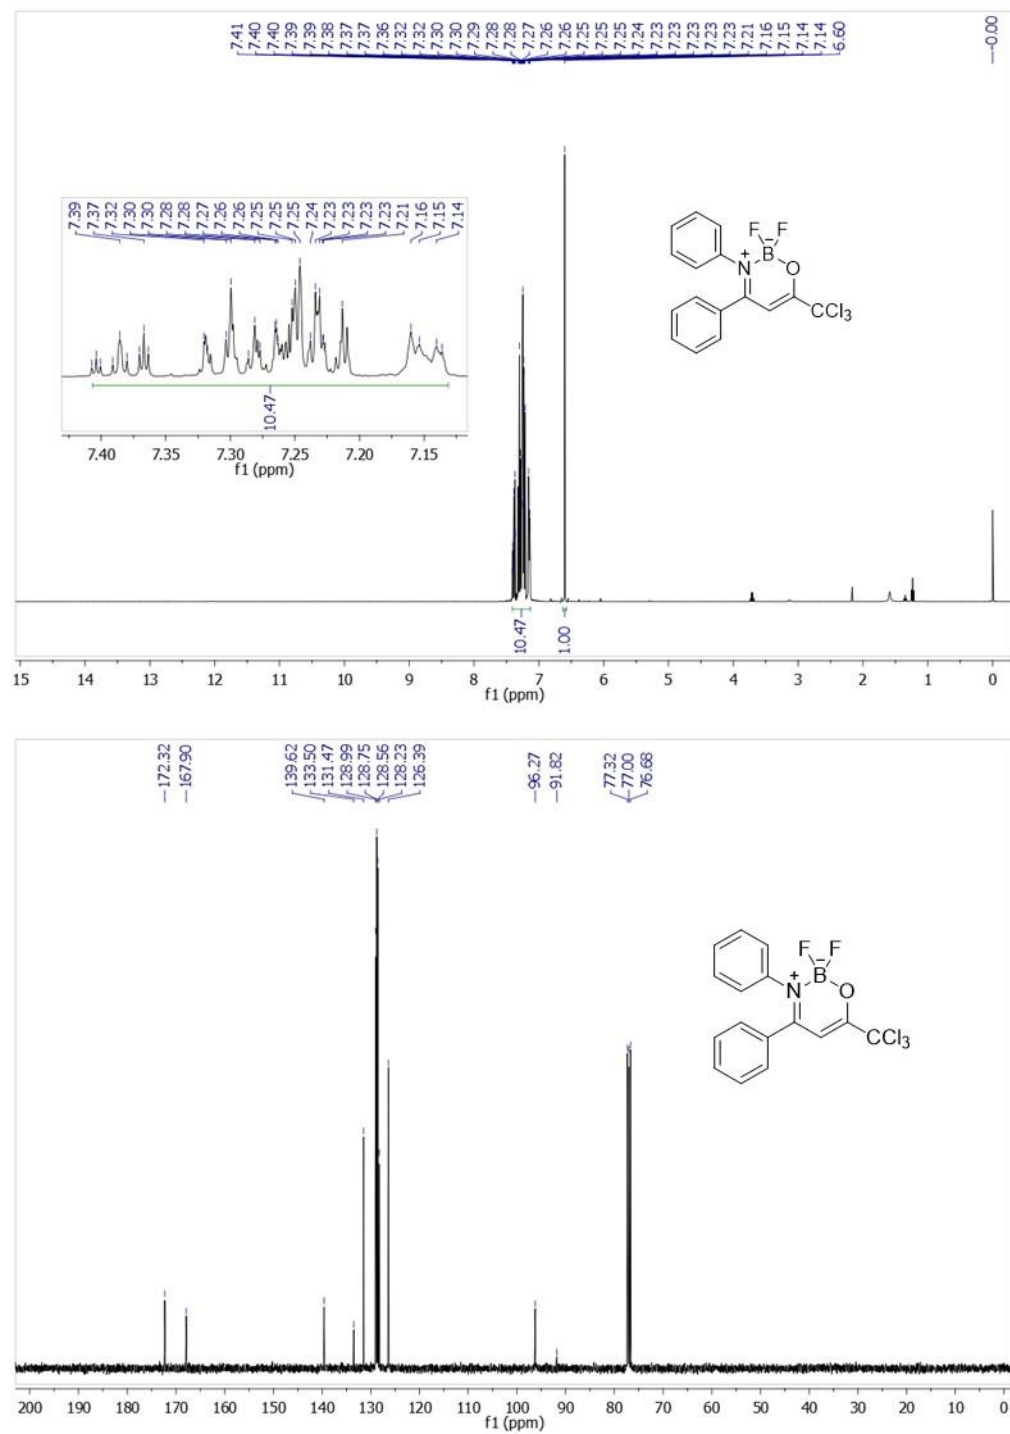 7.41 7.40 7.40 7.39 7.39 7.38 7.37 7.37 7.36 7.32 7.32 7.30 7.30 7.29 7.28 7.28 7.27 7.26 7.26 7.25 7.25 7.25 7.24 7.23 7.23 7.23 7.23 7.23 7.21 7.16 7.15 7.14 7.14 6.60 —0.00
7.39 7.37 7.32 7.30 7.30 7.28 7.28 7.27 7.26 7.26 7.25 7.25 7.25 7.24 7.23 7.23 7.23 7.23 7.21 7.16 7.15 7.14
10.47
7.40 7.35 7.30 7.25 7.20 7.15
f1 (ppm)
F F
N + B − O
CCl3
10.47 1.00
15 14 13 12 11 10 9 8 7 6 5 4 3 2 1 0
f1 (ppm)
—172.32 —167.90 139.62 133.50 131.47 128.99 128.75 128.56 128.23 126.39 —96.27 —91.82 77.32 77.00 76.68
F F
N + B − O
CCl3
200 190 180 170 160 150 140 130 120 110 100 90 80 70 60 50 40 30 20 10 0
f1 (ppm)